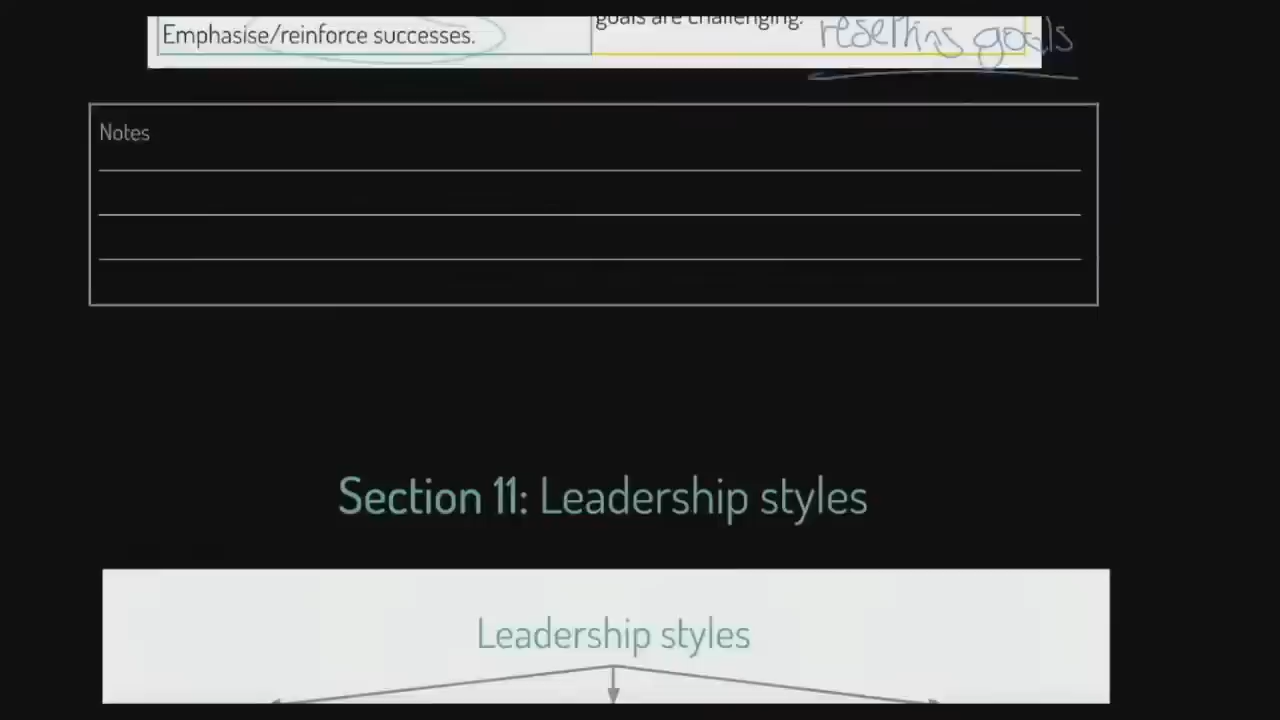 goals are challenging.
Emphasise/reinforce successes.
resetting goals
Notes
Section 11: Leadership styles
Leadership styles